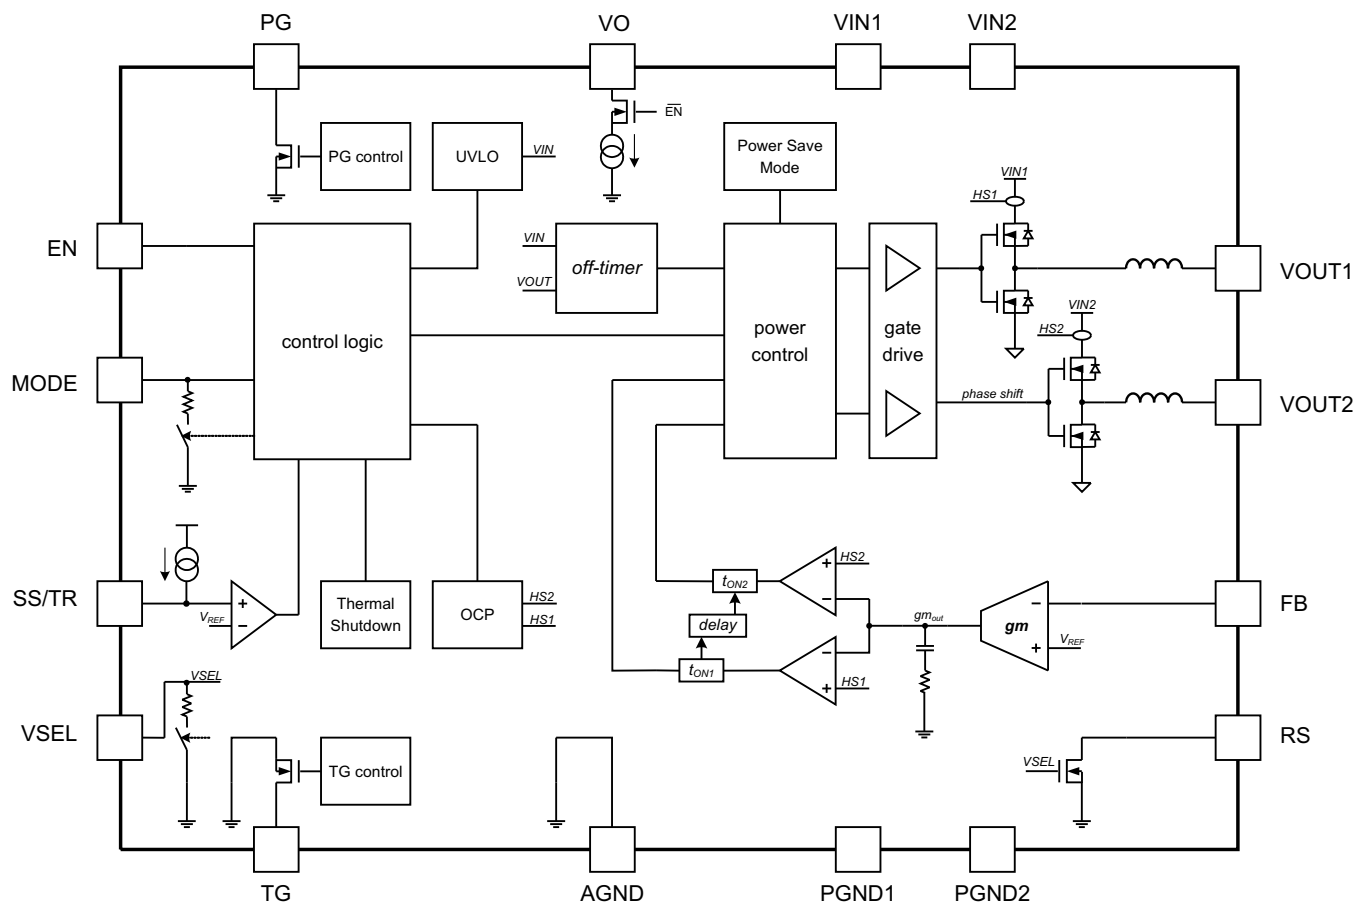 PG
VO
VIN1
VIN2
EN
PG control
UVLO
VIN
Power Save
Mode
VIN1
HS1
EN
VIN
VOUT
off-timer
VOUT1
control logic
power
control
gate
drive
VIN2
HS2
MODE
phase shift
VOUT2
SS/TR
VREF
+
−
Thermal
Shutdown
OCP
HS2
HS1
tON2
delay
tON1
+
−
HS2
−
+
HS1
gmout
gm
−
+
VREF
FB
VSEL
VSEL
TG control
VSEL
RS
TG
AGND
PGND1
PGND2